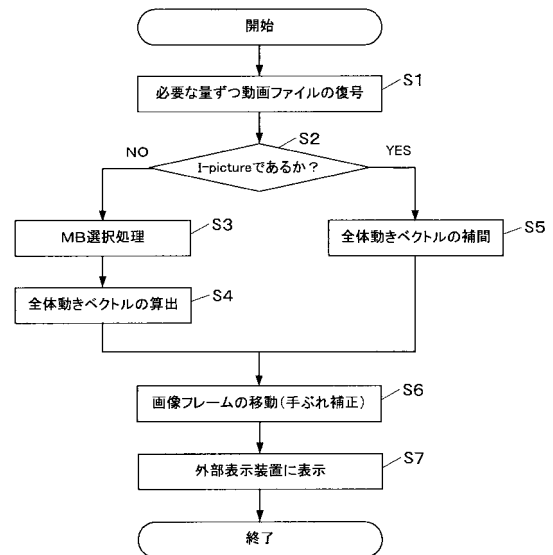 開始
必要な量ずつ動画ファイルの復号
S1
S2
NO
YES
I-pictureであるか?
MB選択処理
S3
全体動きベクトルの補間
S5
全体動きベクトルの算出
S4
画像フレームの移動(手ぶれ補正)
S6
外部表示装置に表示
S7
終了